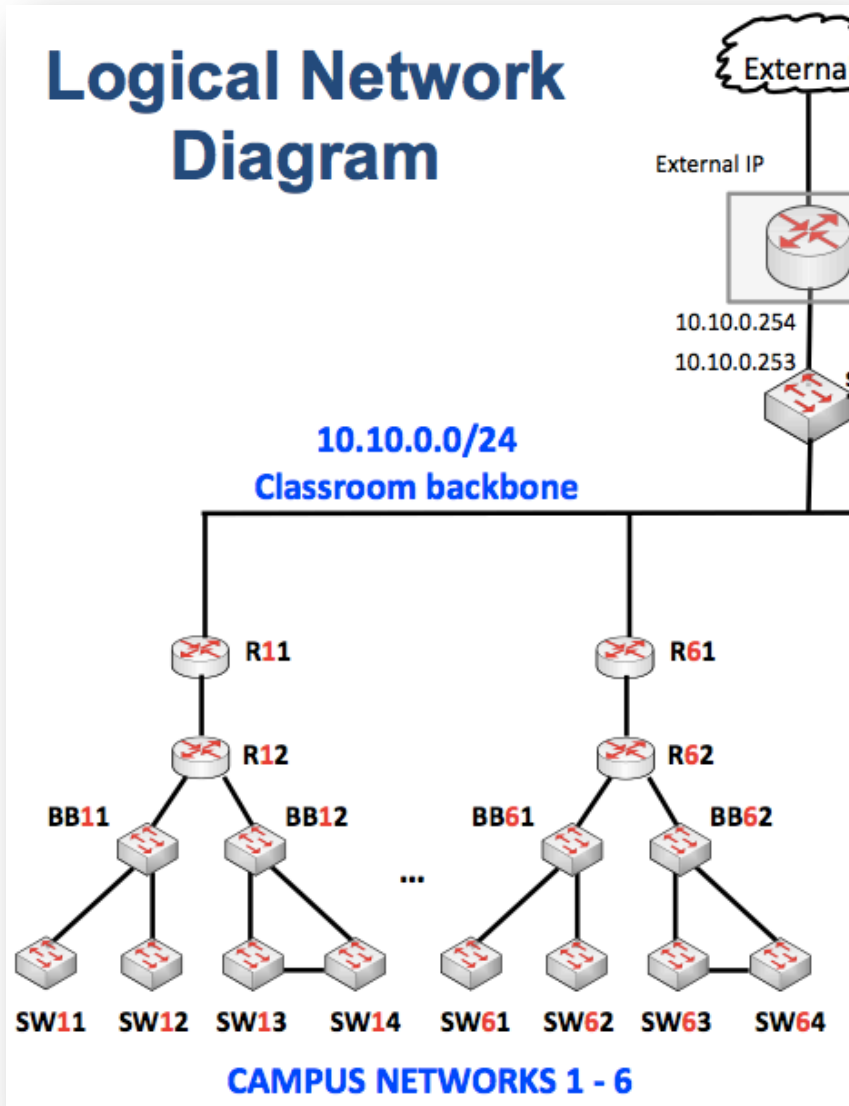 Logical Network
Diagram
Externa
External IP
10.10.0.254
10.10.0.253
10.10.0.0/24
Classroom backbone
R11
R61
R12
R62
BB11
BB12
BB61
BB62
...
SW11
SW12
SW13
SW14
SW61
SW62
SW63
SW64
CAMPUS NETWORKS 1 - 6